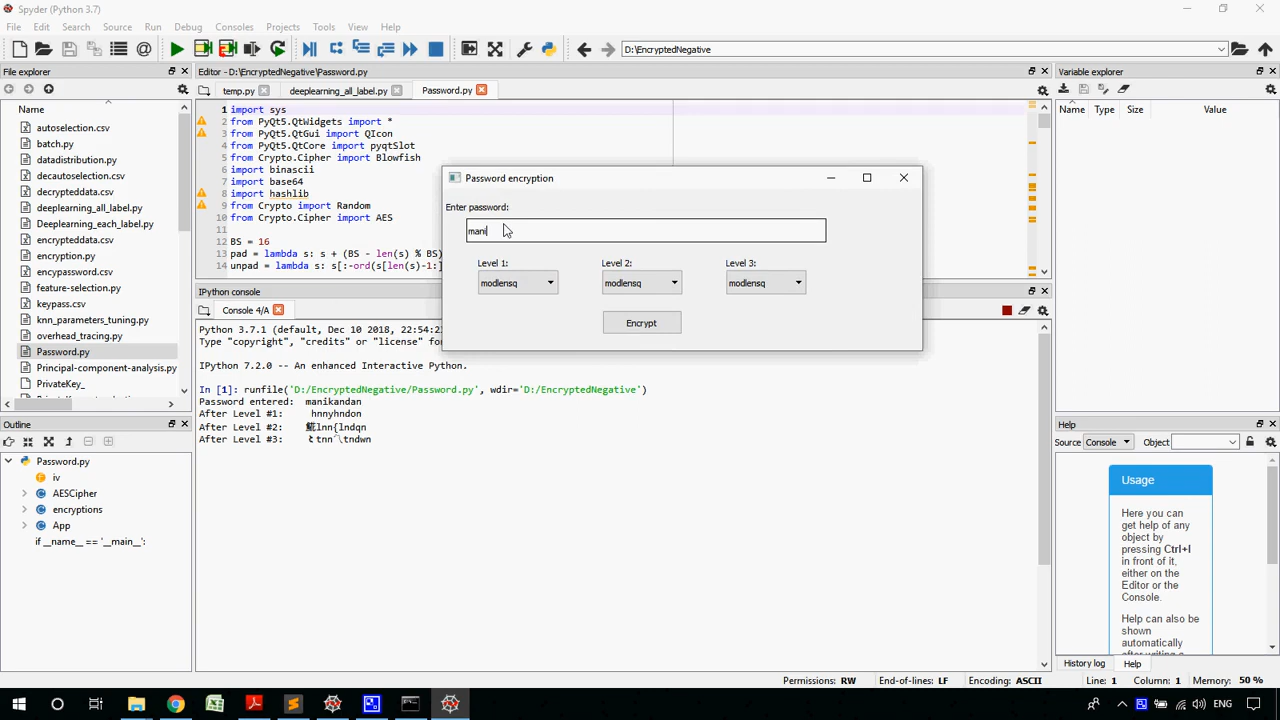 Spyder (Python 3.7)
File Edit Search Source Run Debug Consoles Projects Tools View Help
D:\EncryptedNegative
File explorer
Name
autoselection.csv
batch.py
datadistribution.py
decautoselection.csv
decrypteddata.csv
deeplearning_all_label.py
Deeplearning_each_label.py
encrypteddata.csv
encryption.py
encypassword.csv
feature-selection.py
keypass.csv
knn_parameters_tuning.py
overhead_tracing.py
Password.py
Principal-component-analysis.py
PrivateKey_
Outline
Password.py
iv
AESCipher
encryptions
App
if __name__ == '__main__':
Editor - D:\EncryptedNegative\Password.py
temp.py deeplearning_all_label.py Password.py
1 import sys
2 from PyQt5.QtWidgets import *
3 from PyQt5.QtGui import QIcon
4 from PyQt5.QtCore import pyqtSlot
5 from Crypto.Cipher import Blowfish
6 import binascii
7 import base64
8 import hashlib
9 from Crypto import Random
10 from Crypto.Cipher import AES
11
12 BS = 16
13 pad = lambda s: s + (BS - len(s) % BS)
14 unpad = lambda s: s[:-ord(s[len(s)-1:]
Password encryption
Enter password:
mani
Level 1: Level 2: Level 3:
modlensq modlensq modlensq
Encrypt
IPython console
Console 4/A
Python 3.7.1 (default, Dec 10 2018, 22:54:2
Type "copyright", "credits" or "license" f
IPython 7.2.0 -- An enhanced Interactive Python.
In [1]: runfile('D:/EncryptedNegative/Password.py', wdir='D:/EncryptedNegative')
Password entered: manikandan
After Level #1: hnnyhndon
After Level #2: lnn{lndqn
After Level #3:
Variable explorer
Name Type Size Value
Help
Source Console Object
Usage
Here you can
get help of any
object by
pressing Ctrl+I
in front of it,
either on the
Editor or the
Console.
Help can also be
shown
automatically
after writing a
History log Help
Permissions: RW End-of-lines: LF Encoding: ASCII Line: 1 Column: 1 Memory: 50 %
ENG